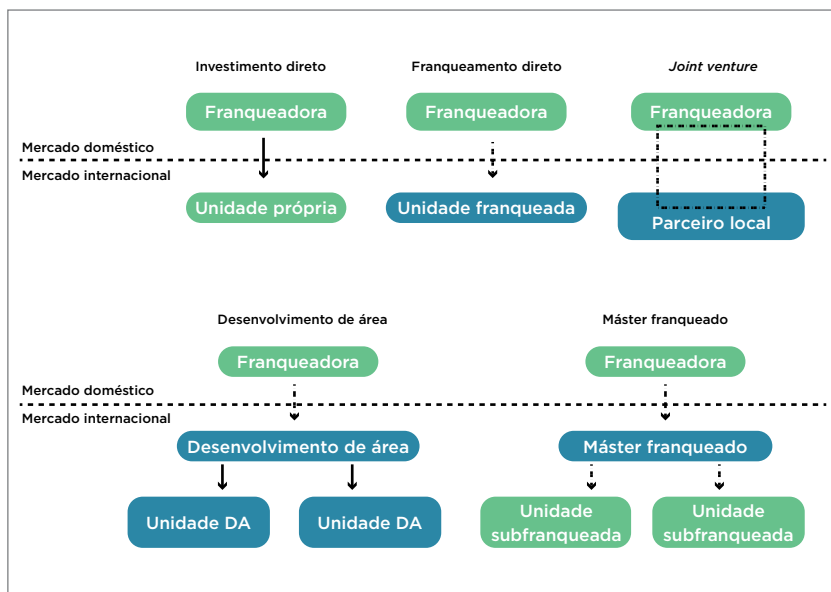 Investimento direto
Franqueamento direto
Joint venture
Franqueadora
Franqueadora
Franqueadora
Mercado doméstico
Mercado internacional
Unidade própria
Unidade franqueada
Parceiro local
Desenvolvimento de área
Máster franqueado
Franqueadora
Franqueadora
Mercado doméstico
Mercado internacional
Desenvolvimento de área
Máster franqueado
Unidade DA
Unidade DA
Unidade
subfranqueada
Unidade
subfranqueada